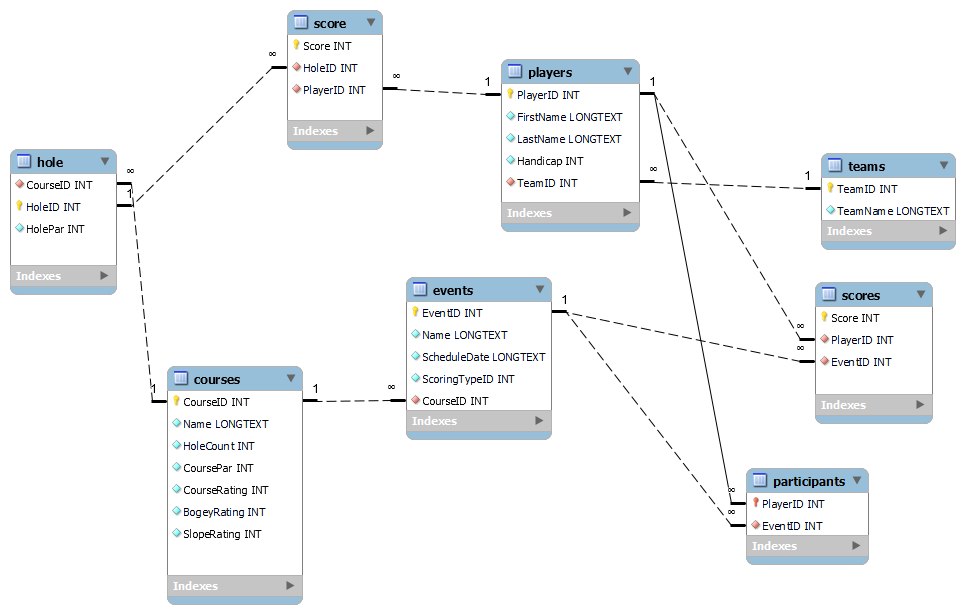 score
Score INT
HoleID INT
PlayerID INT
Indexes
∞
∞
1
players
PlayerID INT
FirstName LONGTEXT
LastName LONGTEXT
Handicap INT
TeamID INT
Indexes
1
∞
1
teams
TeamID INT
TeamName LONGTEXT
Indexes
hole
CourseID INT
HoleID INT
HolePar INT
Indexes
∞
1
events
EventID INT
Name LONGTEXT
ScheduleDate LONGTEXT
ScoringTypeID INT
CourseID INT
Indexes
1
scores
Score INT
PlayerID INT
EventID INT
Indexes
∞
∞
courses
CourseID INT
Name LONGTEXT
HoleCount INT
CoursePar INT
CourseRating INT
BogeyRating INT
SlopeRating INT
Indexes
1
1
∞
participants
PlayerID INT
EventID INT
Indexes
∞
∞